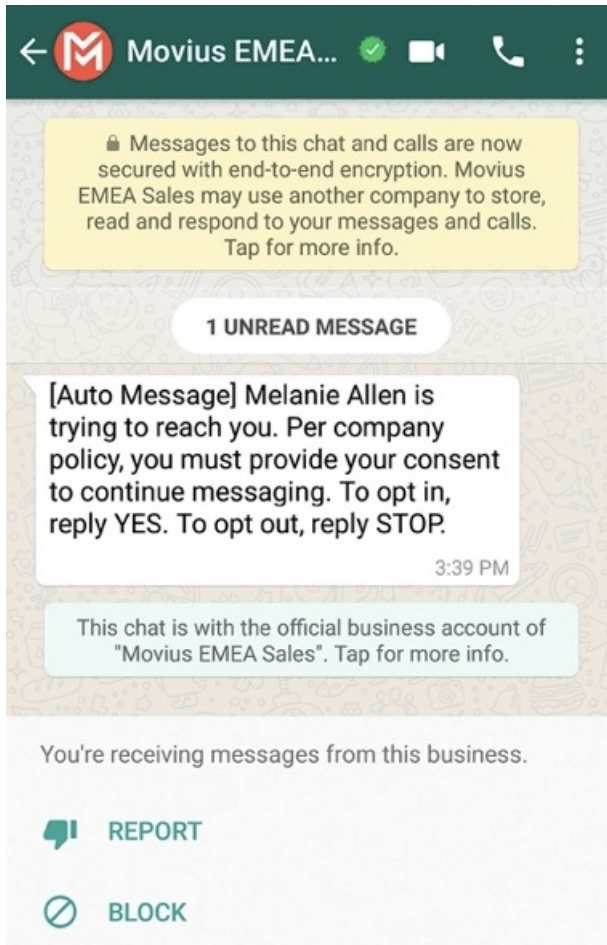 Movius EMEA...
Messages to this chat and calls are now
secured with end-to-end encryption. Movius
EMEA Sales may use another company to store,
read and respond to your messages and calls.
Tap for more info.
1 UNREAD MESSAGE
[Auto Message] Melanie Allen is
trying to reach you. Per company
policy, you must provide your consent
to continue messaging. To opt in,
reply YES. To opt out, reply STOP.
3:39 PM
This chat is with the official business account of
"Movius EMEA Sales". Tap for more info.
You're receiving messages from this business.
REPORT
BLOCK